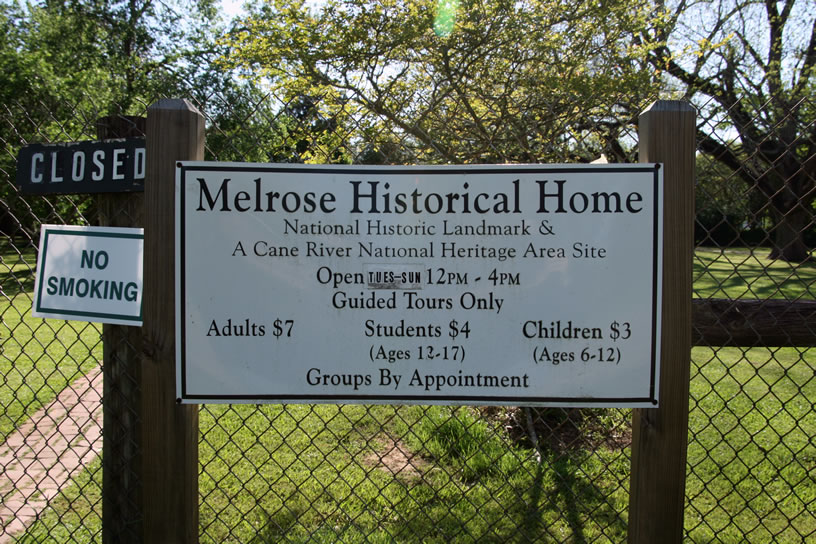 CLOSED
NO
SMOKING
Melrose Historical Home
National Historic Landmark &
A Cane River National Heritage Area Site
Open TUES-SUN 12PM - 4PM
Guided Tours Only
Adults $7 Students $4 Children $3
(Ages 12-17) (Ages 6-12)
Groups By Appointment